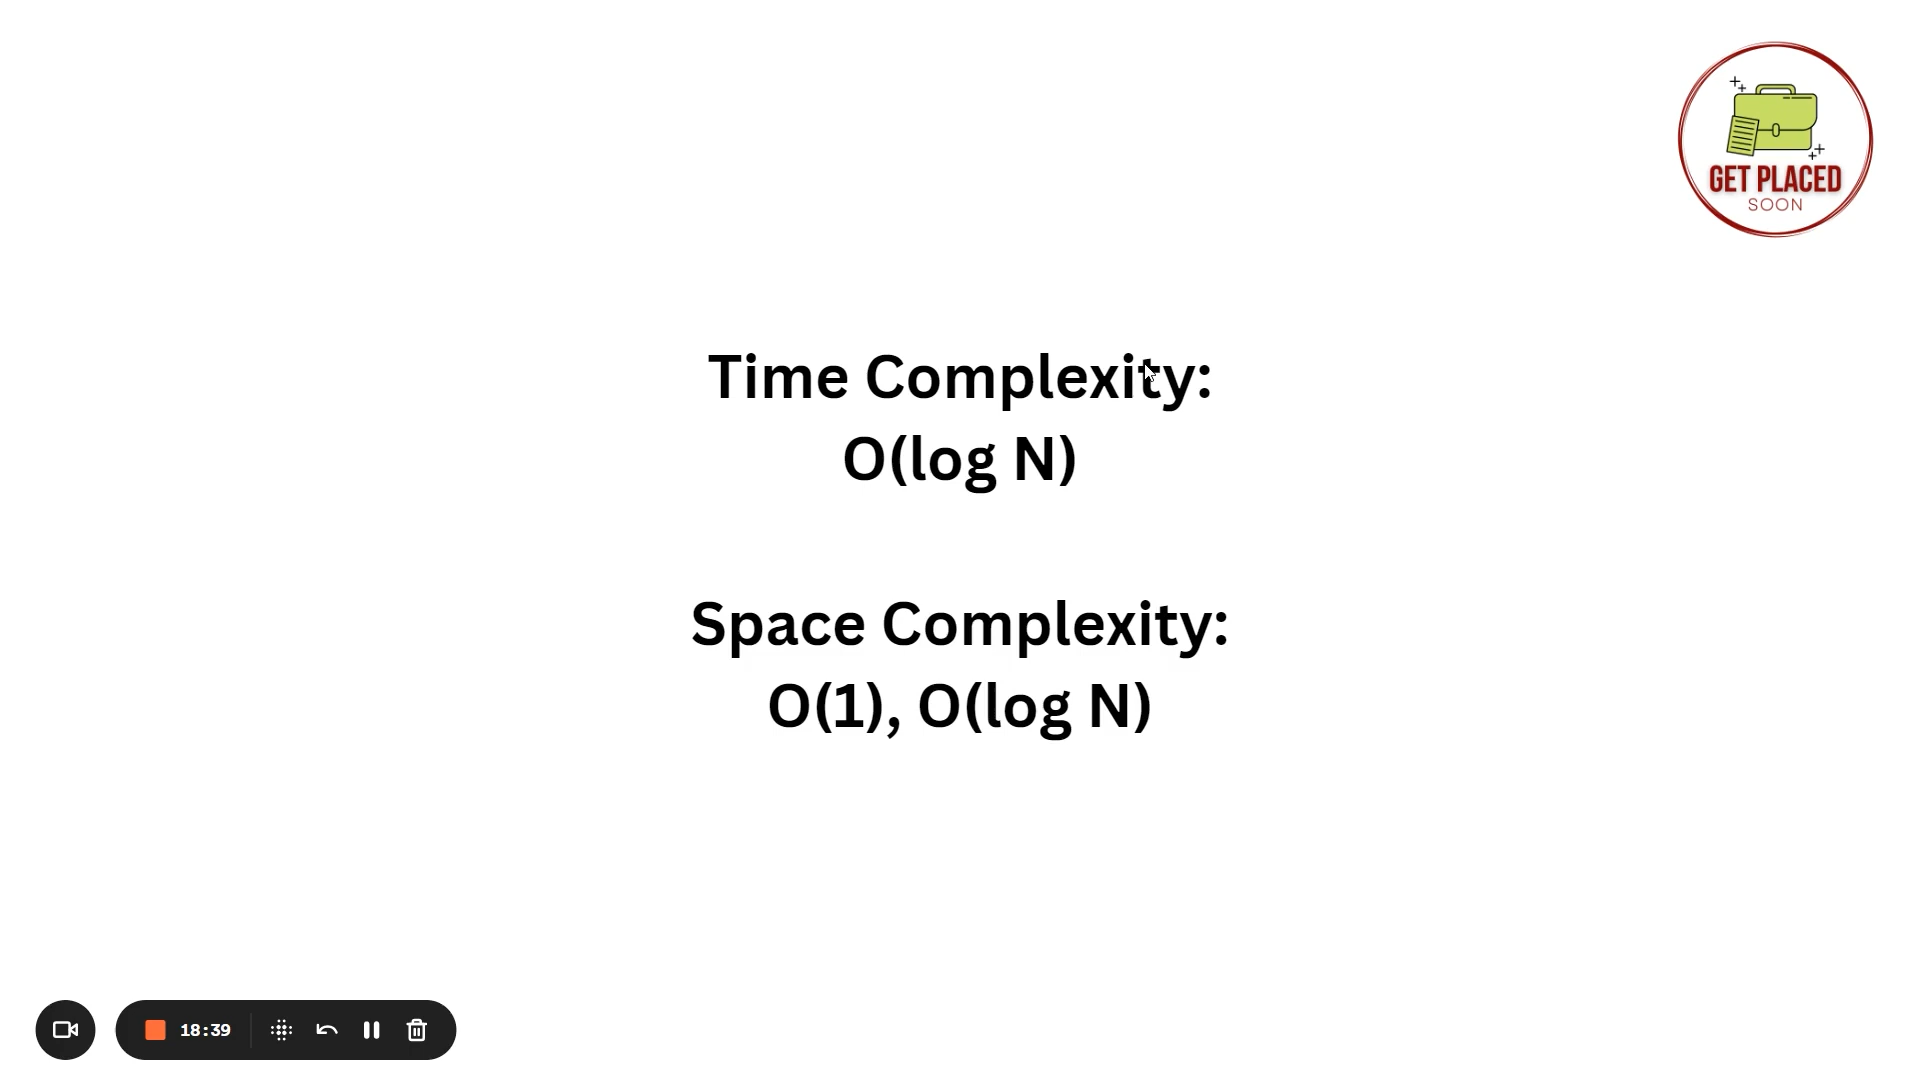 GET PLACED
SOON
Time Complexity:
O(log N)
Space Complexity:
O(1), O(log N)
18:39